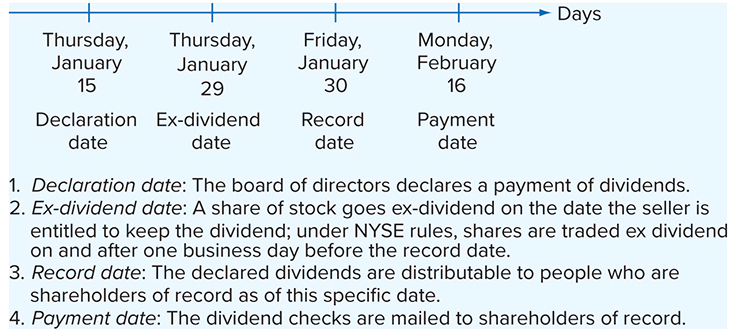 Days
Thursday, January 15
Thursday, January 29
Friday, January 30
Monday, February 16
Declaration date
Ex-dividend date
Record date
Payment date
1. Declaration date: The board of directors declares a payment of dividends.
2. Ex-dividend date: A share of stock goes ex-dividend on the date the seller is
entitled to keep the dividend; under NYSE rules, shares are traded ex dividend
on and after one business day before the record date.
3. Record date: The declared dividends are distributable to people who are
shareholders of record as of this specific date.
4. Payment date: The dividend checks are mailed to shareholders of record.